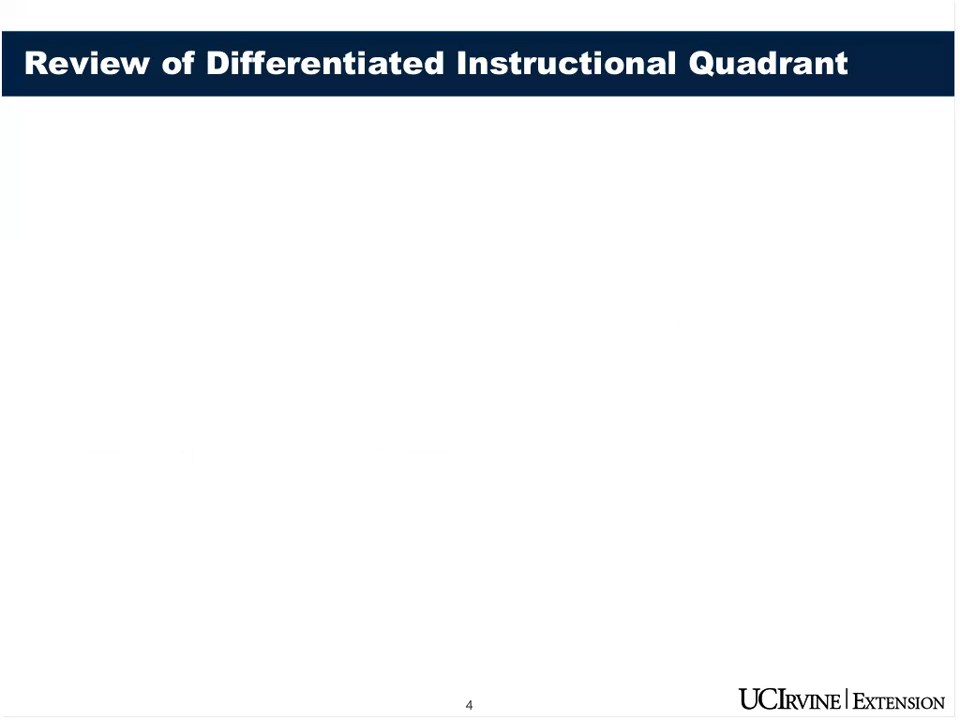 Review of Differentiated Instructional Quadrant
4
UCIRVINE | EXTENSION